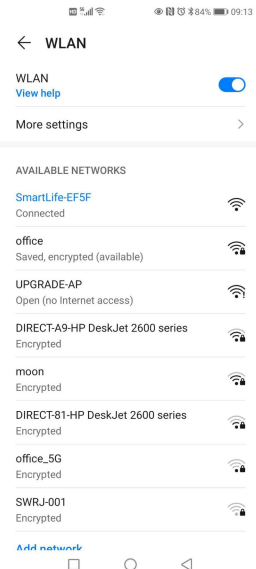 84% 09:13
WLAN
WLAN
View help
More settings
AVAILABLE NETWORKS
SmartLife-EF5F
Connected
office
Saved, encrypted (available)
UPGRADE-AP
Open (no Internet access)
DIRECT-A9-HP DeskJet 2600 series
Encrypted
moon
Encrypted
DIRECT-81-HP DeskJet 2600 series
Encrypted
office_5G
Encrypted
SWRJ-001
Encrypted
Add network